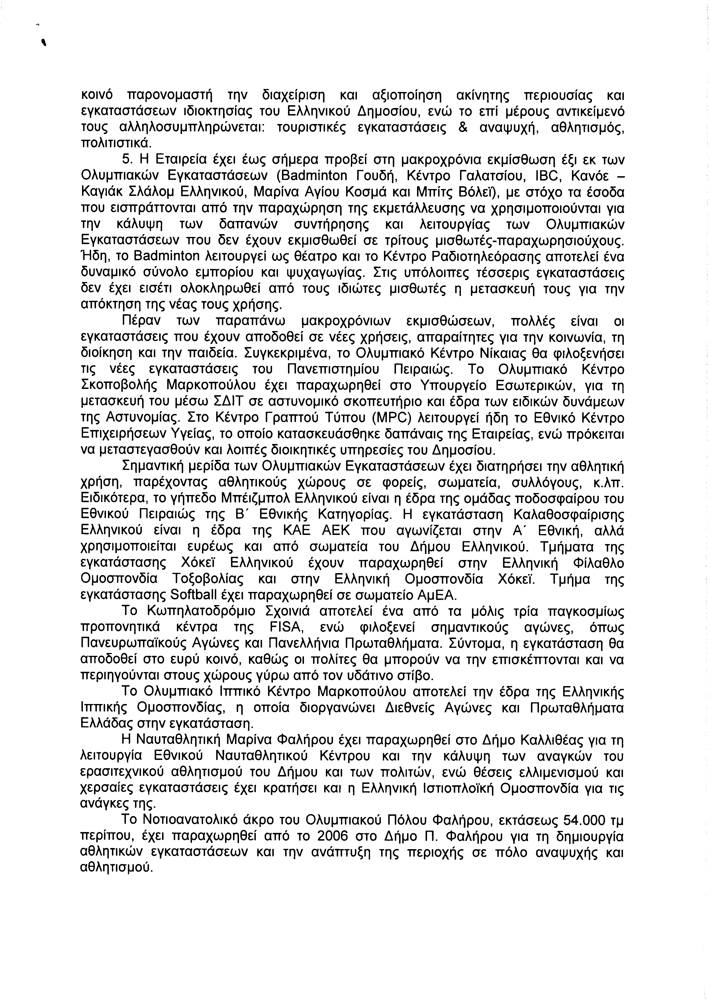 κοινό παρονομαστή την διαχείριση και αξιοποίηση ακίνητης περιουσίας και
εγκαταστάσεων ιδιοκτησίας του Ελληνικού Δημοσίου, ενώ το επί μέρους αντικείμενό
τους αλληλοσυμπληρώνεται: τουριστικές εγκαταστάσεις & αναψυχή, αθλητισμός,
πολιτιστικά.
5. Η Εταιρεία έχει έως σήμερα προβεί στη μακροχρόνια εκμίσθωση έξι εκ των
Ολυμπιακών Εγκαταστάσεων (Badminton Γουδή, Κέντρο Γαλατσίου, IBC, Κανόε –
Καγιάκ Σλάλομ Ελληνικού, Μαρίνα Αγίου Κοσμά και Μπίτς Βόλεϊ), με στόχο τα έσοδα
που εισπράττονται από την παραχώρηση της εκμετάλλευσης να χρησιμοποιούνται για
την κάλυψη των δαπανών συντήρησης και λειτουργίας των Ολυμπιακών
Εγκαταστάσεων που δεν έχουν εκμισθωθεί σε τρίτους μισθωτές-παραχωρησιούχους.
Ήδη, το Badminton λειτουργεί ως θέατρο και το Κέντρο Ραδιοτηλεόρασης αποτελεί ένα
δυναμικό σύνολο εμπορίου και ψυχαγωγίας. Στις υπόλοιπες τέσσερις εγκαταστάσεις
δεν έχει εισέτι ολοκληρωθεί από τους ιδιώτες μισθωτές η μετασκευή τους για την
απόκτηση της νέας τους χρήσης.
Πέραν των παραπάνω μακροχρόνιων εκμισθώσεων, πολλές είναι οι
εγκαταστάσεις που έχουν αποδοθεί σε νέες χρήσεις, απαραίτητες για την κοινωνία, τη
διοίκηση και την παιδεία. Συγκεκριμένα, το Ολυμπιακό Κέντρο Νίκαιας θα φιλοξενήσει
τις νέες εγκαταστάσεις του Πανεπιστημίου Πειραιώς. Το Ολυμπιακό Κέντρο
Σκοποβολής Μαρκοπούλου έχει παραχωρηθεί στο Υπουργείο Εσωτερικών, για τη
μετασκευή του μέσω ΣΔΙΤ σε αστυνομικό σκοπευτήριο και έδρα των ειδικών δυνάμεων
της Αστυνομίας. Στο Κέντρο Γραπτού Τύπου (MPC) λειτουργεί ήδη το Εθνικό Κέντρο
Επιχειρήσεων Υγείας, το οποίο κατασκευάσθηκε δαπάναις της Εταιρείας, ενώ πρόκειται
να μεταστεγασθούν και λοιπές διοικητικές υπηρεσίες του Δημοσίου.
Σημαντική μερίδα των Ολυμπιακών Εγκαταστάσεων έχει διατηρήσει την αθλητική
χρήση, παρέχοντας αθλητικούς χώρους σε φορείς, σωματεία, συλλόγους, κ.λπ.
Ειδικότερα, το γήπεδο Μπέιζμπολ Ελληνικού είναι η έδρα της ομάδας ποδοσφαίρου του
Εθνικού Πειραιώς της Β΄ Εθνικής Κατηγορίας. Η εγκατάσταση Καλαθοσφαίρισης
Ελληνικού είναι η έδρα της ΚΑΕ ΑΕΚ που αγωνίζεται στην Α΄ Εθνική, αλλά
χρησιμοποιείται ευρέως και από σωματεία του Δήμου Ελληνικού. Τμήματα της
εγκατάστασης Χόκεϊ Ελληνικού έχουν παραχωρηθεί στην Ελληνική Φίλαθλο
Ομοσπονδία Τοξοβολίας και στην Ελληνική Ομοσπονδία Χόκεϊ. Τμήμα της
εγκατάστασης Softball έχει παραχωρηθεί σε σωματείο ΑμΕΑ.
Το Κωπηλατοδρόμιο Σχοινιά αποτελεί ένα από τα μόλις τρία παγκοσμίως
προπονητικά κέντρα της FISA, ενώ φιλοξενεί σημαντικούς αγώνες, όπως
Πανευρωπαϊκούς Αγώνες και Πανελλήνια Πρωταθλήματα. Σύντομα, η εγκατάσταση θα
αποδοθεί στο ευρύ κοινό, καθώς οι πολίτες θα μπορούν να την επισκέπτονται και να
περιηγούνται στους χώρους γύρω από τον υδάτινο στίβο.
Το Ολυμπιακό Ιππικό Κέντρο Μαρκοπούλου αποτελεί την έδρα της Ελληνικής
Ιππικής Ομοσπονδίας, η οποία διοργανώνει Διεθνείς Αγώνες και Πρωταθλήματα
Ελλάδας στην εγκατάσταση.
Η Ναυταθλητική Μαρίνα Φαλήρου έχει παραχωρηθεί στο Δήμο Καλλιθέας για τη
λειτουργία Εθνικού Ναυταθλητικού Κέντρου και την κάλυψη των αναγκών του
ερασιτεχνικού αθλητισμού του Δήμου και των πολιτών, ενώ θέσεις ελλιμενισμού και
χερσαίες εγκαταστάσεις έχει κρατήσει και η Ελληνική Ιστιοπλοϊκή Ομοσπονδία για τις
ανάγκες της.
Το Νοτιοανατολικό άκρο του Ολυμπιακού Πόλου Φαλήρου, εκτάσεως 54.000 τμ
περίπου, έχει παραχωρηθεί από το 2006 στο Δήμο Π. Φαλήρου για τη δημιουργία
αθλητικών εγκαταστάσεων και την ανάπτυξη της περιοχής σε πόλο αναψυχής και
αθλητισμού.